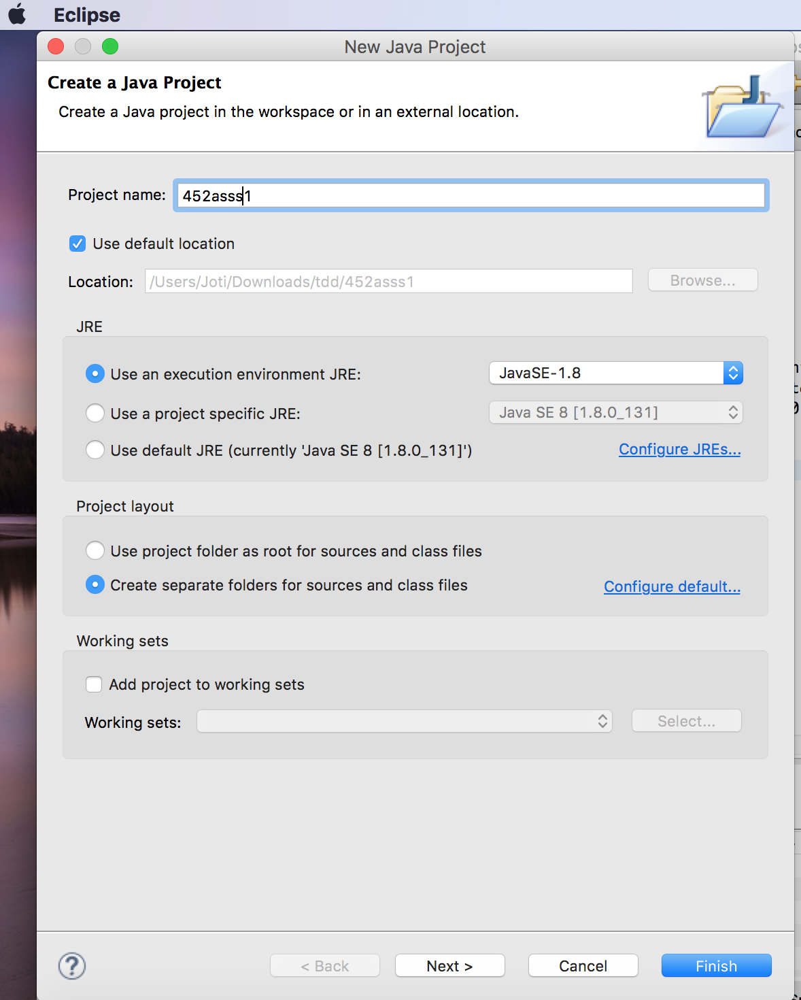 Eclipse
New Java Project
Create a Java Project
Create a Java project in the workspace or in an external location.
Project name: 452asss1
Use default location
Location: /Users/Joti/Downloads/tdd/452asss1 Browse...
JRE
Use an execution environment JRE: JavaSE-1.8
Use a project specific JRE: Java SE 8 [1.8.0_131]
Use default JRE (currently 'Java SE 8 [1.8.0_131]') Configure JREs...
Project layout
Use project folder as root for sources and class files
Create separate folders for sources and class files Configure default...
Working sets
Add project to working sets
Working sets: Select...
? < Back Next > Cancel Finish